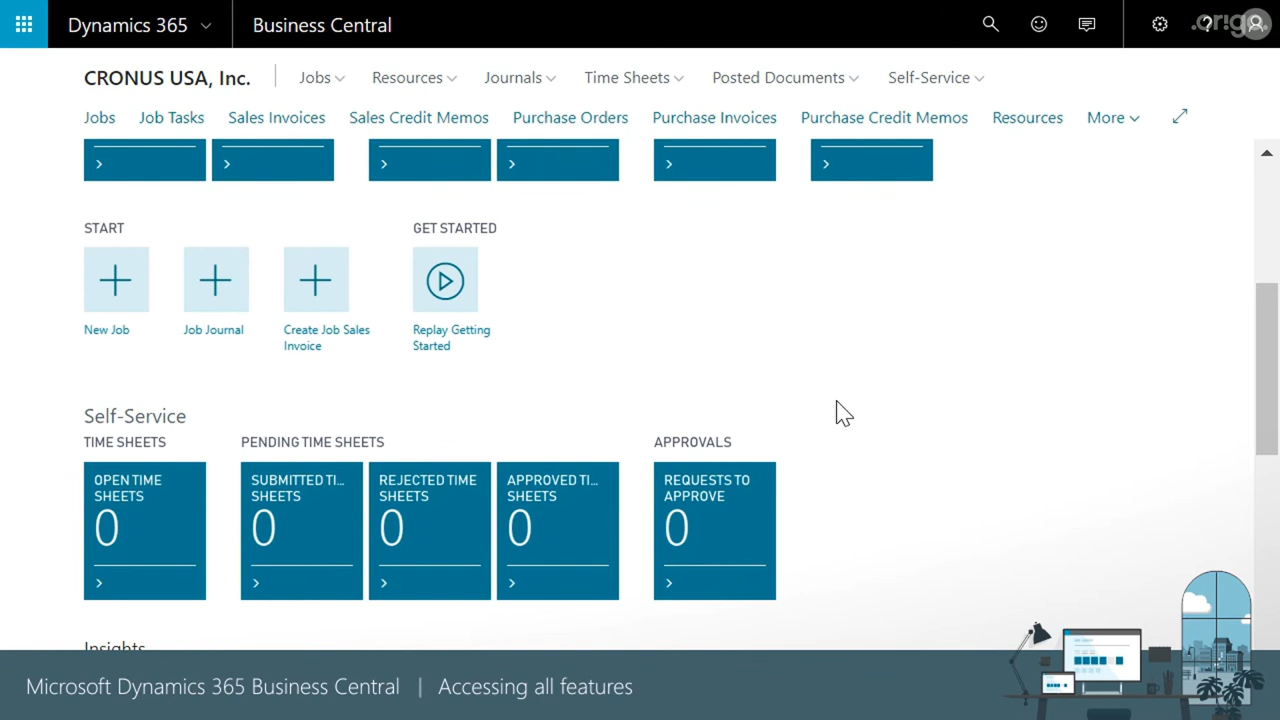 Dynamics 365
Business Central
.origo
CRONUS USA, Inc.
Jobs
Resources
Journals
Time Sheets
Posted Documents
Self-Service
Jobs
Job Tasks
Sales Invoices
Sales Credit Memos
Purchase Orders
Purchase Invoices
Purchase Credit Memos
Resources
More
START
GET STARTED
New Job
Job Journal
Create Job Sales
Invoice
Replay Getting
Started
Self-Service
TIME SHEETS
PENDING TIME SHEETS
APPROVALS
OPEN TIME
SHEETS
0
SUBMITTED TI...
SHEETS
0
REJECTED TIME
SHEETS
0
APPROVED TI...
SHEETS
0
REQUESTS TO
APPROVE
0
Insights
Microsoft Dynamics 365 Business Central | Accessing all features